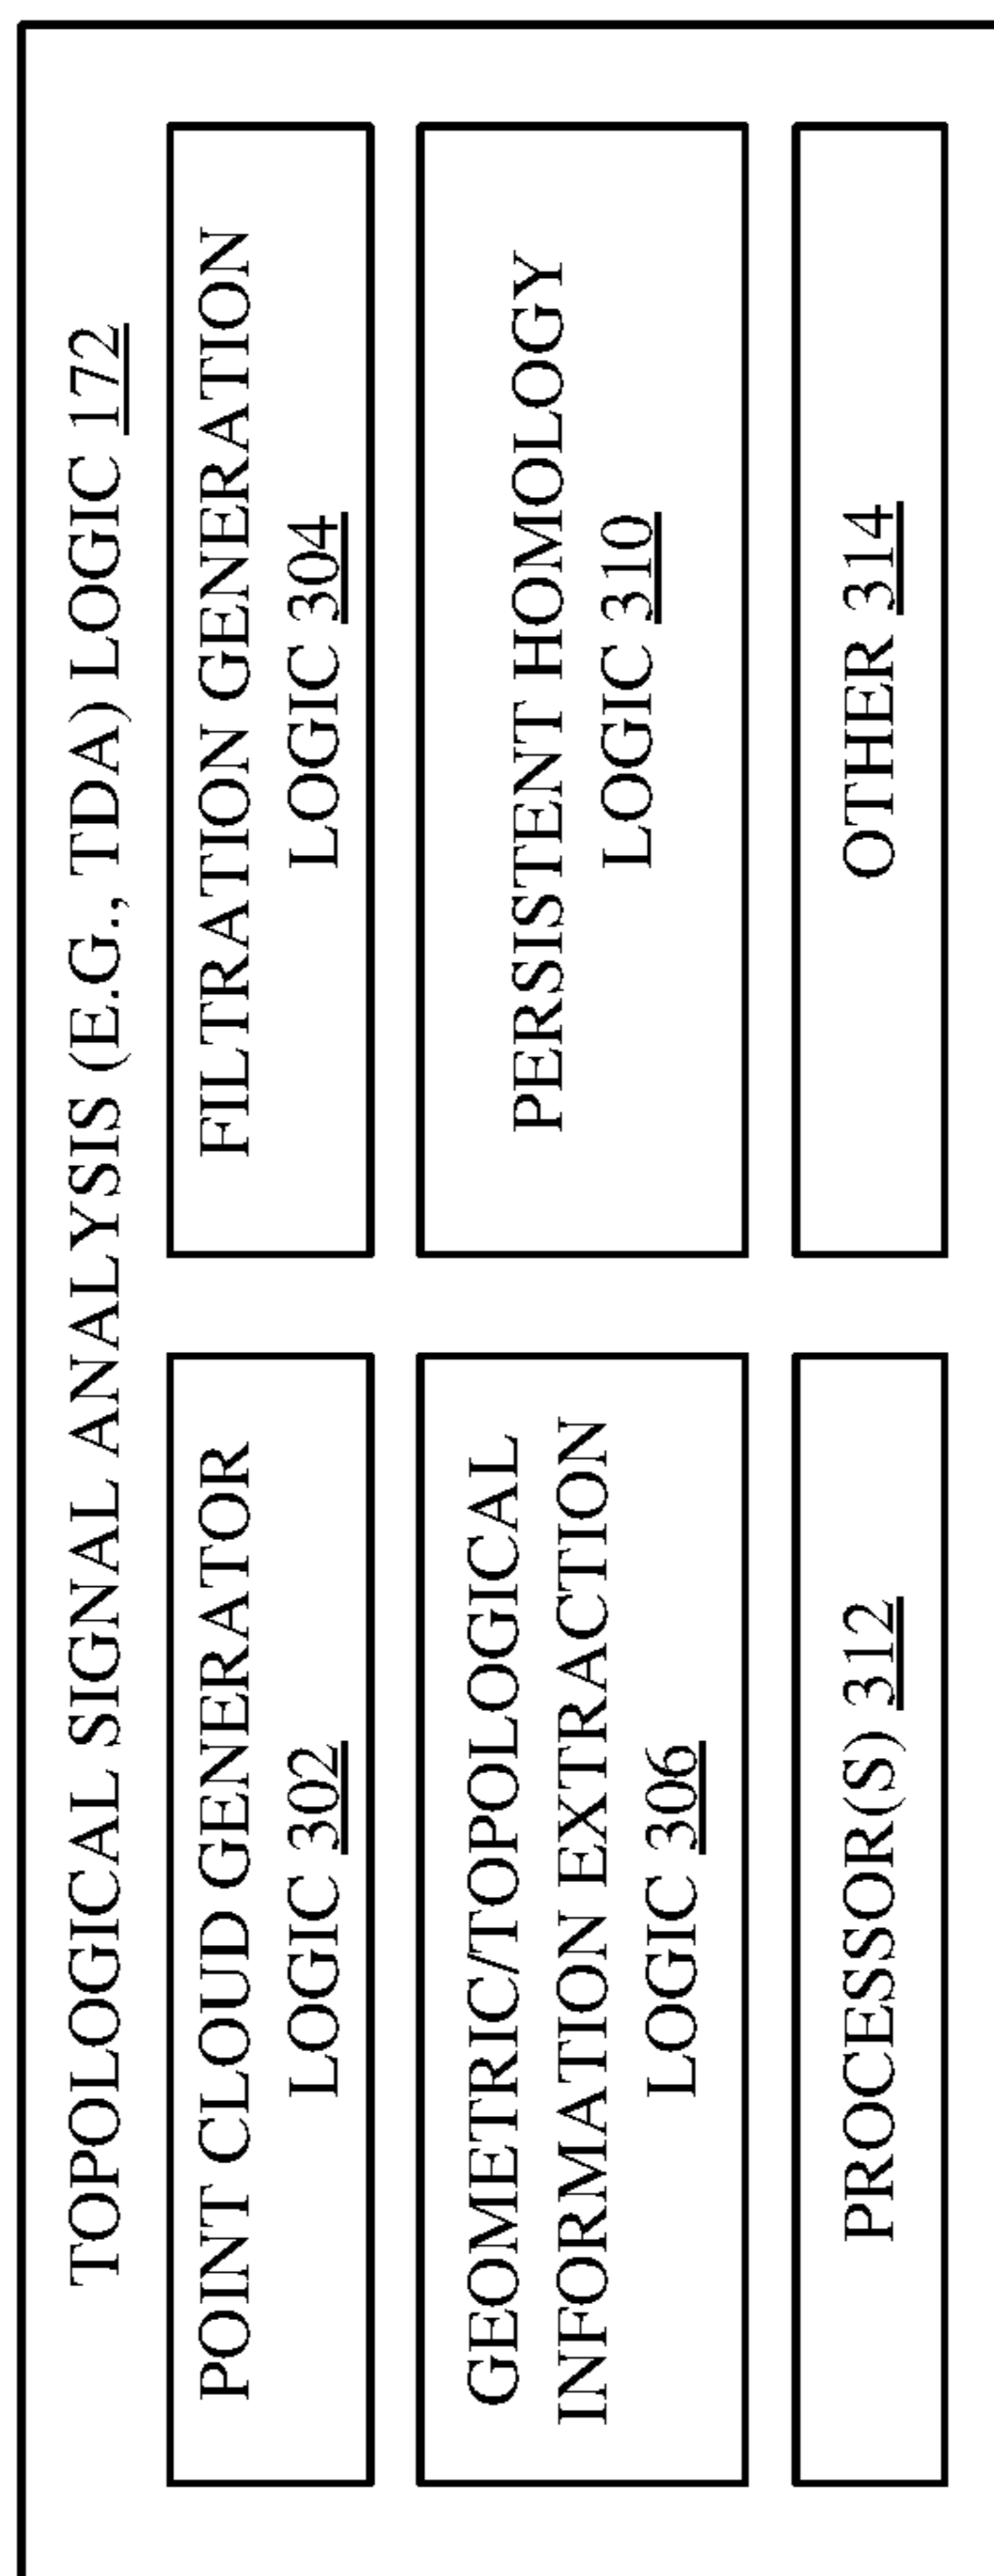 TOPOLOGICAL SIGNAL ANALYSIS (E.G., TDA) LOGIC 172
POINT CLOUD GENERATOR
LOGIC 302
FILTRATION GENERATION
LOGIC 304
GEOMETRIC/TOPOLOGICAL
INFORMATION EXTRACTION
LOGIC 306
PERSISTENT HOMOLOGY
LOGIC 310
PROCESSOR(S) 312
OTHER 314